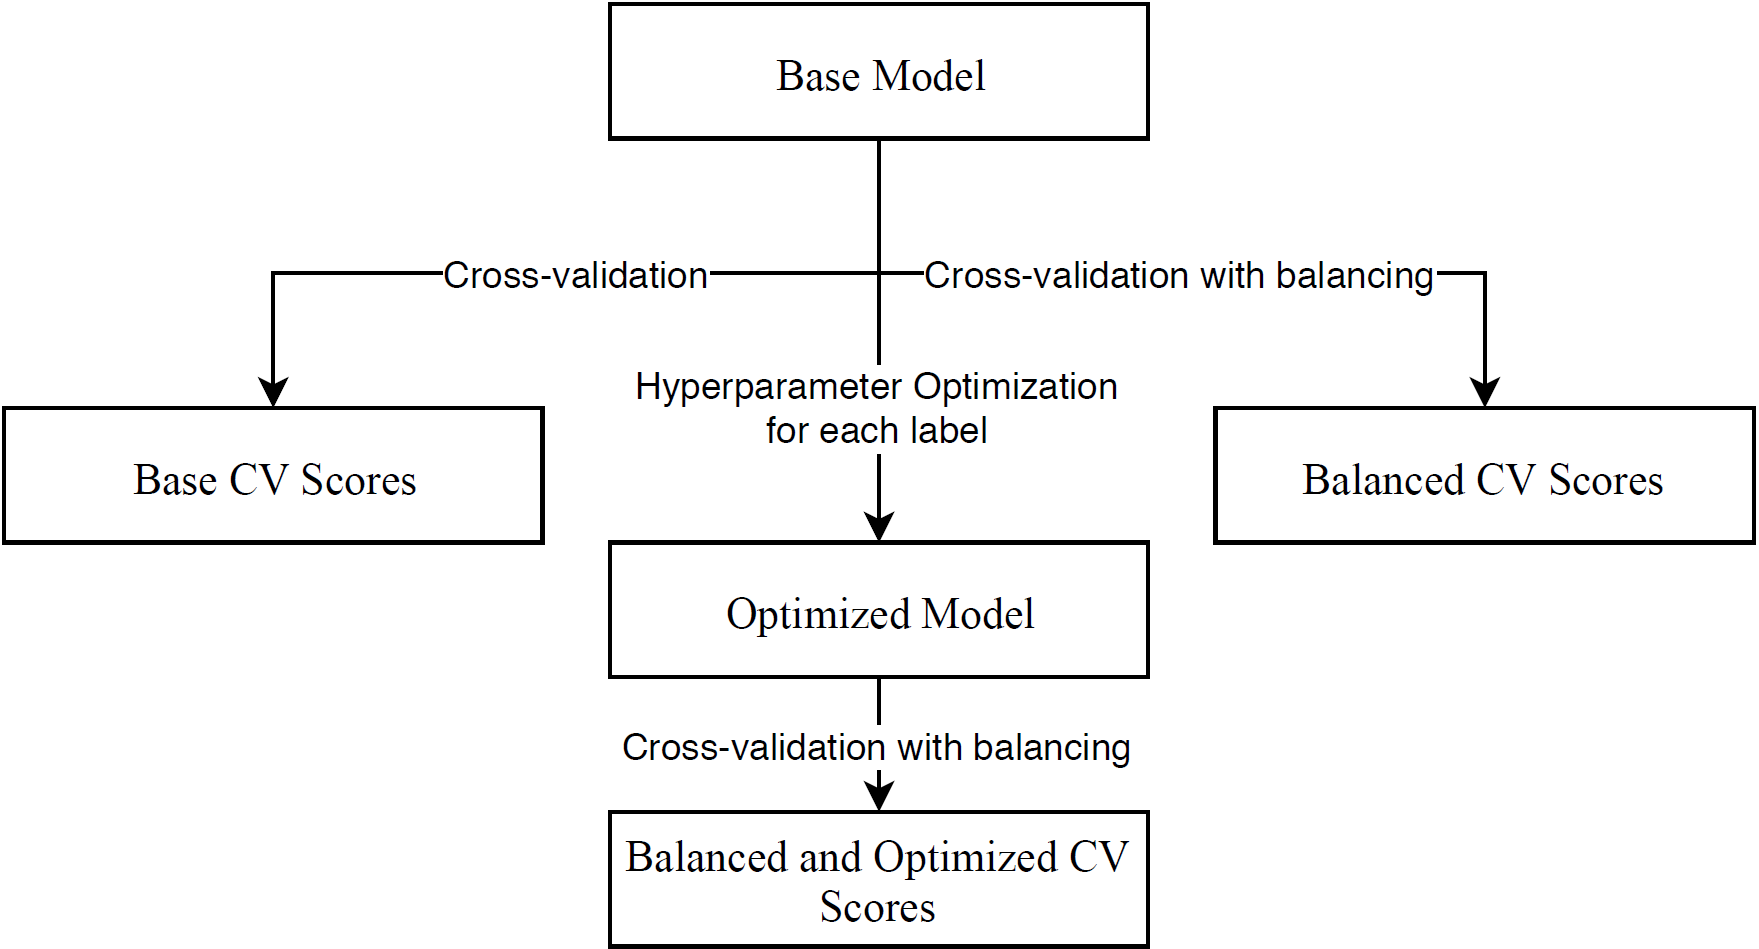 Base Model
Cross-validation
Cross-validation with balancing
Hyperparameter Optimization
for each label
Base CV Scores
Balanced CV Scores
Optimized Model
Cross-validation with balancing
Balanced and Optimized CV
Scores